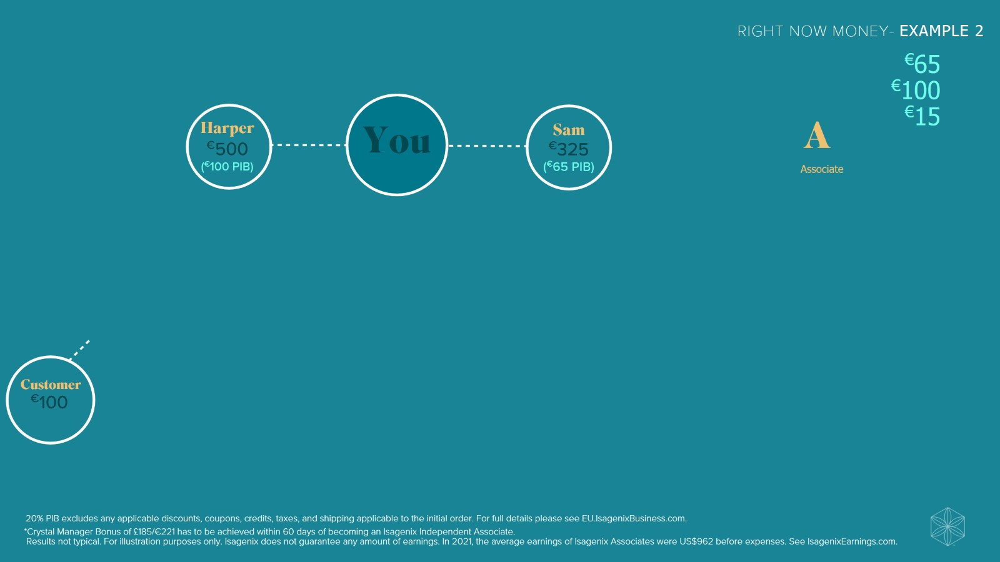 RIGHT NOW MONEY- EXAMPLE 2
€65
€100
€15
Harper
€500
(€100 PIB)
You
Sam
€325
(€65 PIB)
A
Associate
Customer
€100
20% PIB excludes any applicable discounts, coupons, credits, taxes, and shipping applicable to the initial order. For full details please see EU.IsagenixBusiness.com.
*Crystal Manager Bonus of £185/€221 has to be achieved within 60 days of becoming an Isagenix Independent Associate.
Results not typical. For illustration purposes only. Isagenix does not guarantee any amount of earnings. In 2021, the average earnings of Isagenix Associates were US$962 before expenses. See IsagenixEarnings.com.